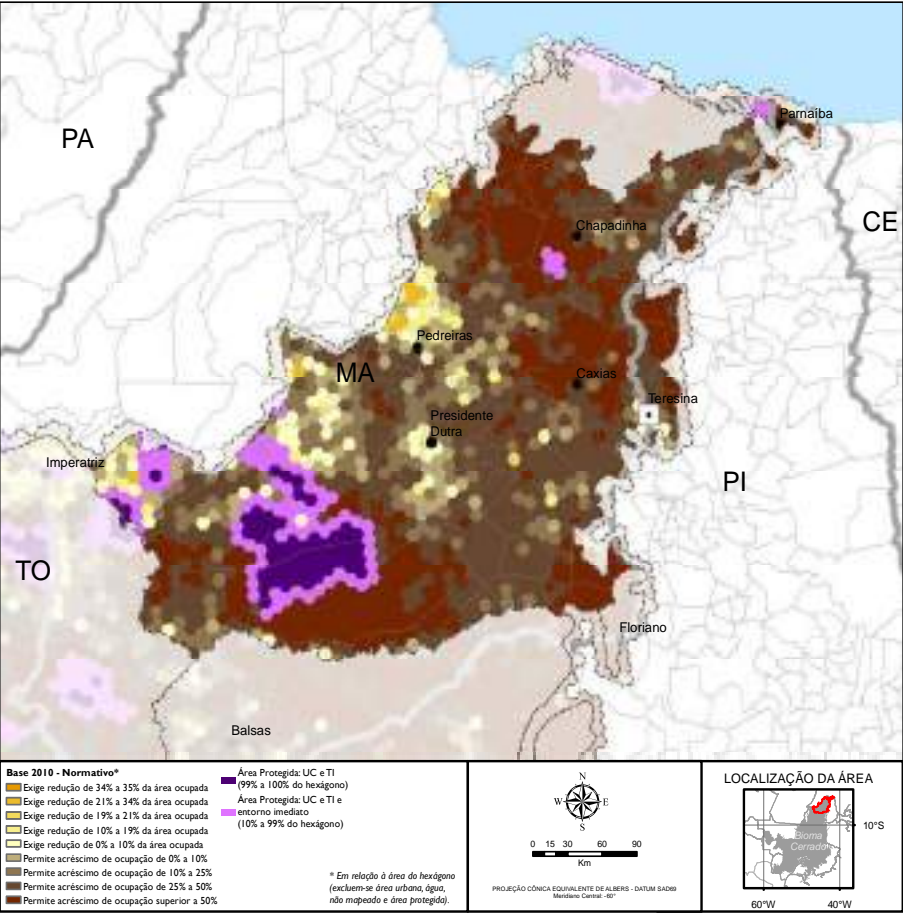 PA
Parnaíba
CE
Chapadinha
Pedreiras
MA
Caxias
Teresina
Presidente
Dutra
Imperatriz
PI
TO
Floriano
Balsas
Base 2010 - Normativo*
Exige redução de 34% a 35% da área ocupada
Exige redução de 21% a 34% da área ocupada
Exige redução de 19% a 21% da área ocupada
Exige redução de 10% a 19% da área ocupada
Exige redução de 0% a 10% da área ocupada
Permite acréscimo de ocupação de 0% a 10%
Permite acréscimo de ocupação de 10% a 25%
Permite acréscimo de ocupação de 25% a 50%
Permite acréscimo de ocupação superior a 50%
Área Protegida: UC e TI
(99% a 100% do hexágono)
Área Protegida: UC e TI e
entorno imediato
(10% a 99% do hexágono)
* Em relação à área do hexágono
(excluem-se área urbana, água,
não mapeado e área protegida).
N
W E
S
0 15 30 60 90
Km
PROJEÇÃO CÔNICA EQUIVALENTE DE ALBERS - DATUM SAD69
Meridiano Central: -60°
LOCALIZAÇÃO DA ÁREA
10°S
Bioma
Cerrado
60°W 40°W